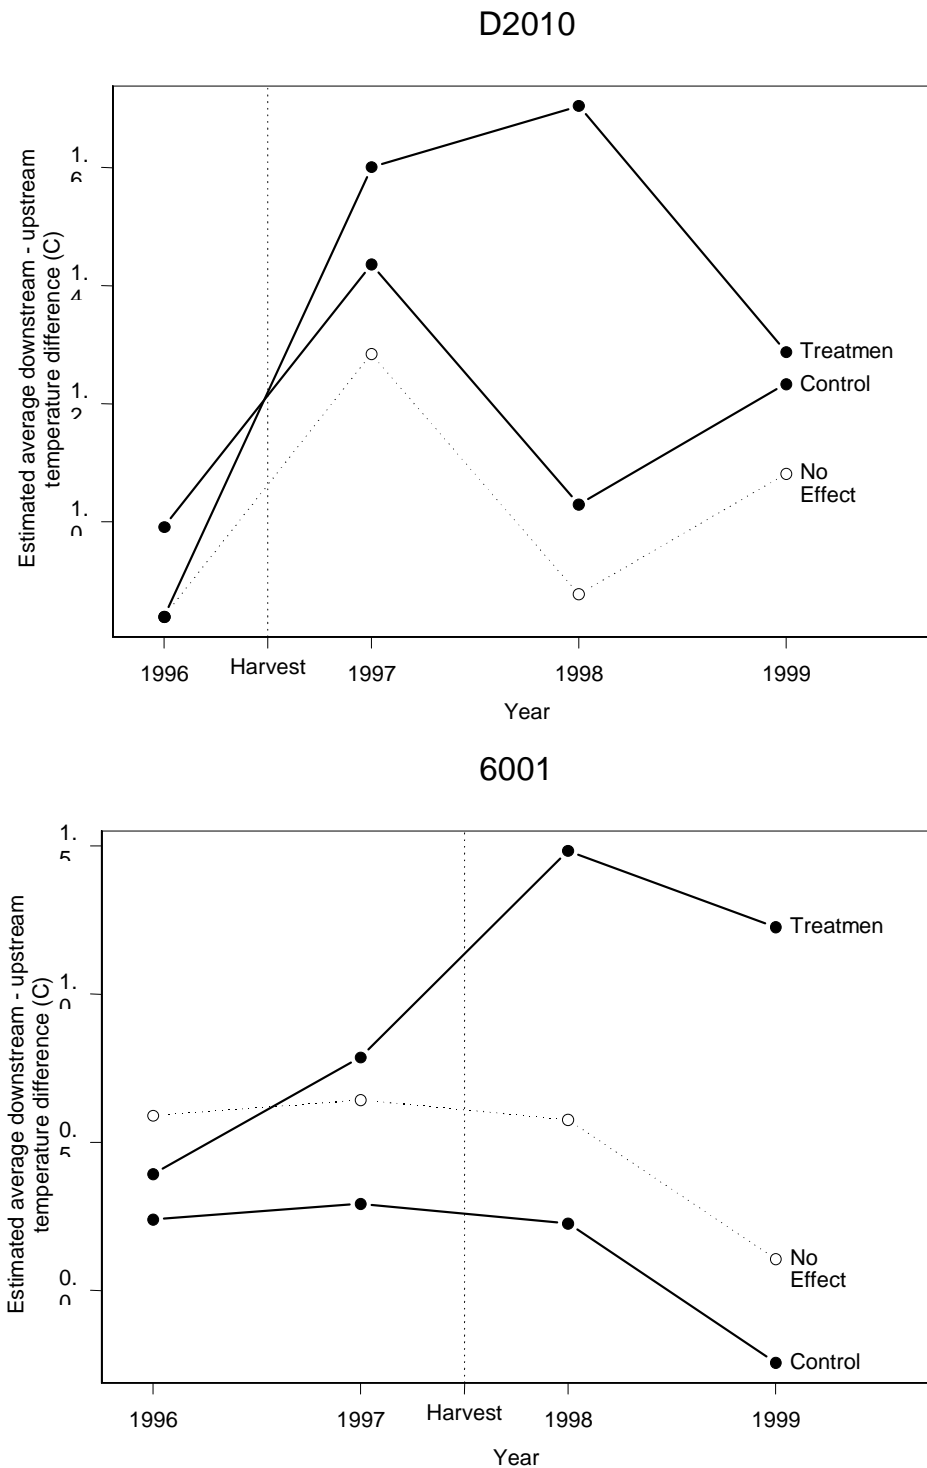 D2010
Estimated average downstream - upstream
temperature difference (C)
1.
6
1.
4
1.
2
1.
0
Treatmen
Control
No
Effect
1996
Harvest
1997
1998
1999
Year
6001
Estimated average downstream - upstream
temperature difference (C)
1.
5
1.
0
0.
5
0.
0
Treatmen
No
Effect
Control
1996
1997
Harvest
1998
1999
Year